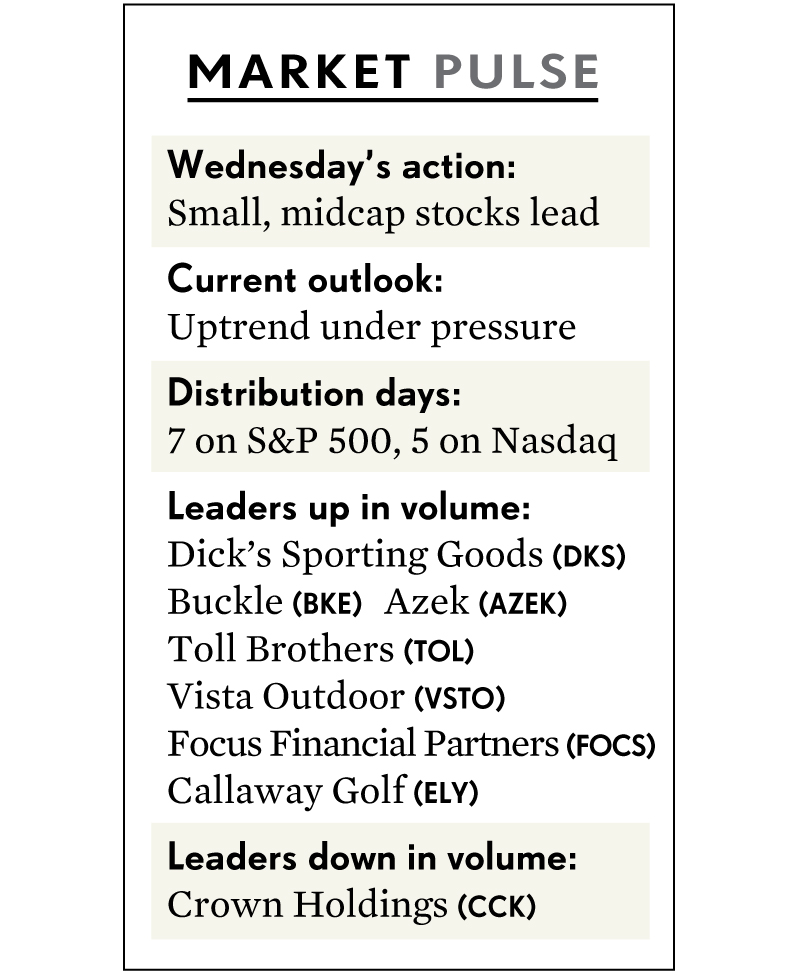 MARKET PULSE
Wednesday’s action:
Small, midcap stocks lead
Current outlook:
Uptrend under pressure
Distribution days:
7 on S&P 500, 5 on Nasdaq
Leaders up in volume:
Dick’s Sporting Goods (DKS)
Buckle (BKE) Azek (AZEK)
Toll Brothers (TOL)
Vista Outdoor (VSTO)
Focus Financial Partners (FOCS)
Callaway Golf (ELY)
Leaders down in volume:
Crown Holdings (CCK)